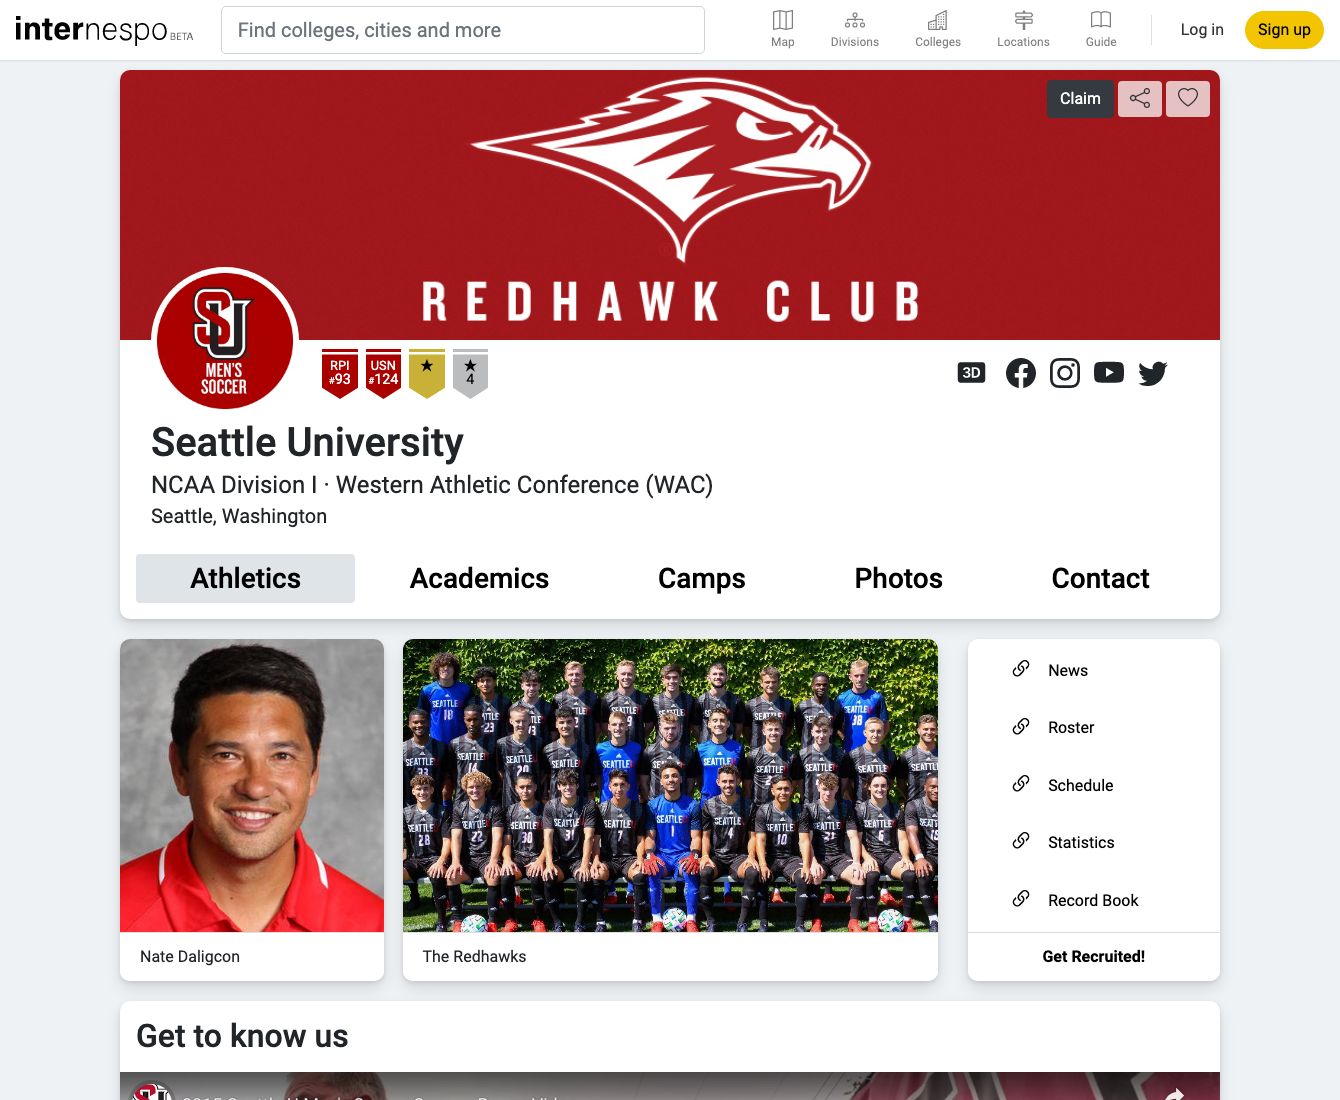 internespo BETA
Find colleges, cities and more
Map
Divisions
Colleges
Locations
Guide
Log in
Sign up
Claim
REDHAWK CLUB
SU
MEN'S
SOCCER
RPI
#93
USN
#124
★
★
4
3D
Seattle University
NCAA Division I · Western Athletic Conference (WAC)
Seattle, Washington
Athletics
Academics
Camps
Photos
Contact
Nate Daligcon
The Redhawks
News
Roster
Schedule
Statistics
Record Book
Get Recruited!
Get to know us